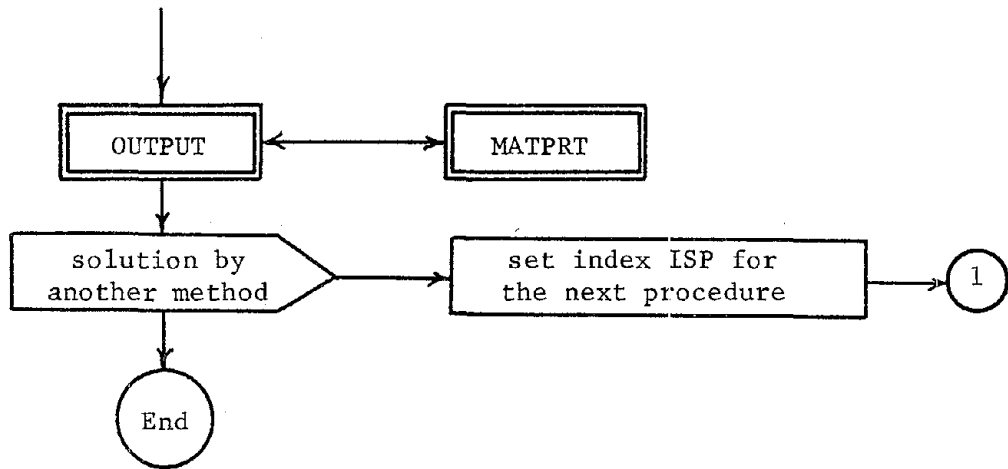 OUTPUT
MATPRT
solution by
another method
set index ISP for
the next procedure
1
End